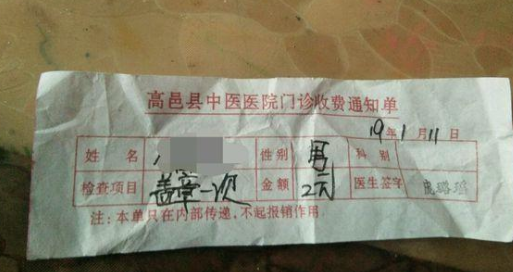 高邑县中医医院门诊收费通知单
19年1月11日
姓名 性别 男 科别
检查项目 盖章一次 金额 2元 医生签字
注:本单只在内部传递,不起报销作用